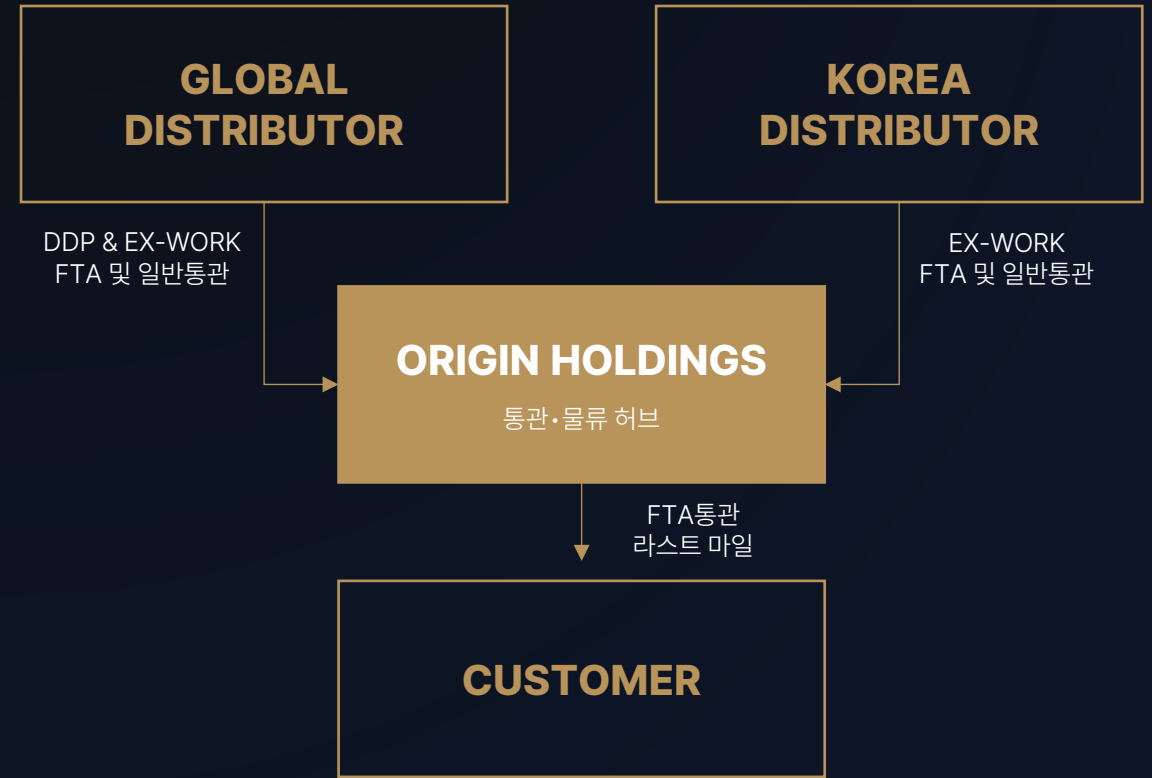 GLOBAL
DISTRIBUTOR
KOREA
DISTRIBUTOR
DDP & EX-WORK
FTA 및 일반통관
EX-WORK
FTA 및 일반통관
ORIGIN HOLDINGS
통관•물류 허브
FTA통관
라스트 마일
CUSTOMER